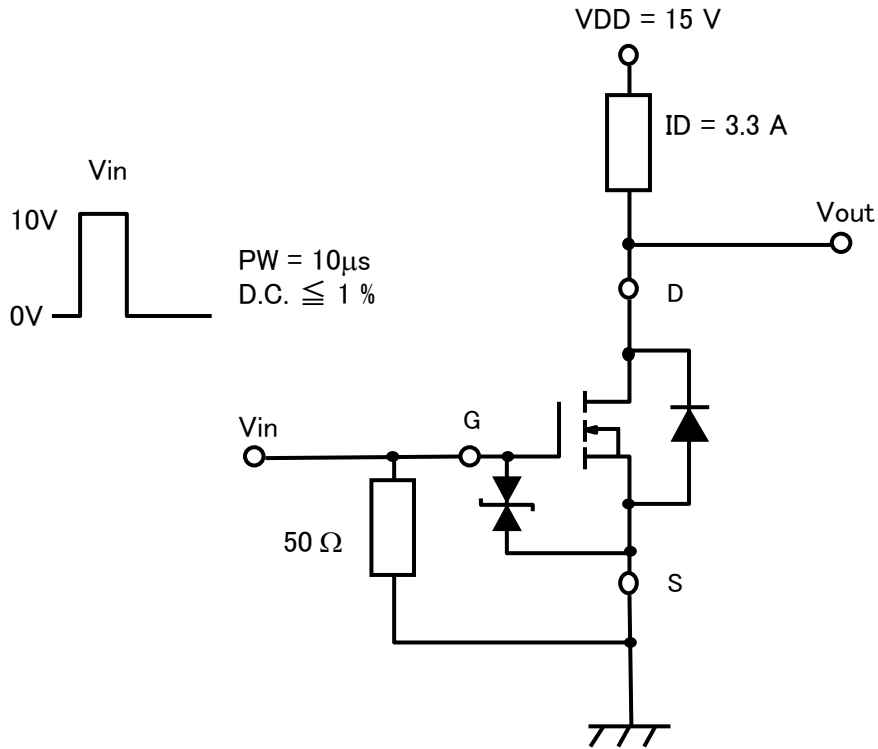 VDD = 15 V
ID = 3.3 A
Vin
10V
Vout
PW = 10μs
D.C. ≦ 1 %
0V
D
Vin
G
50 Ω
S